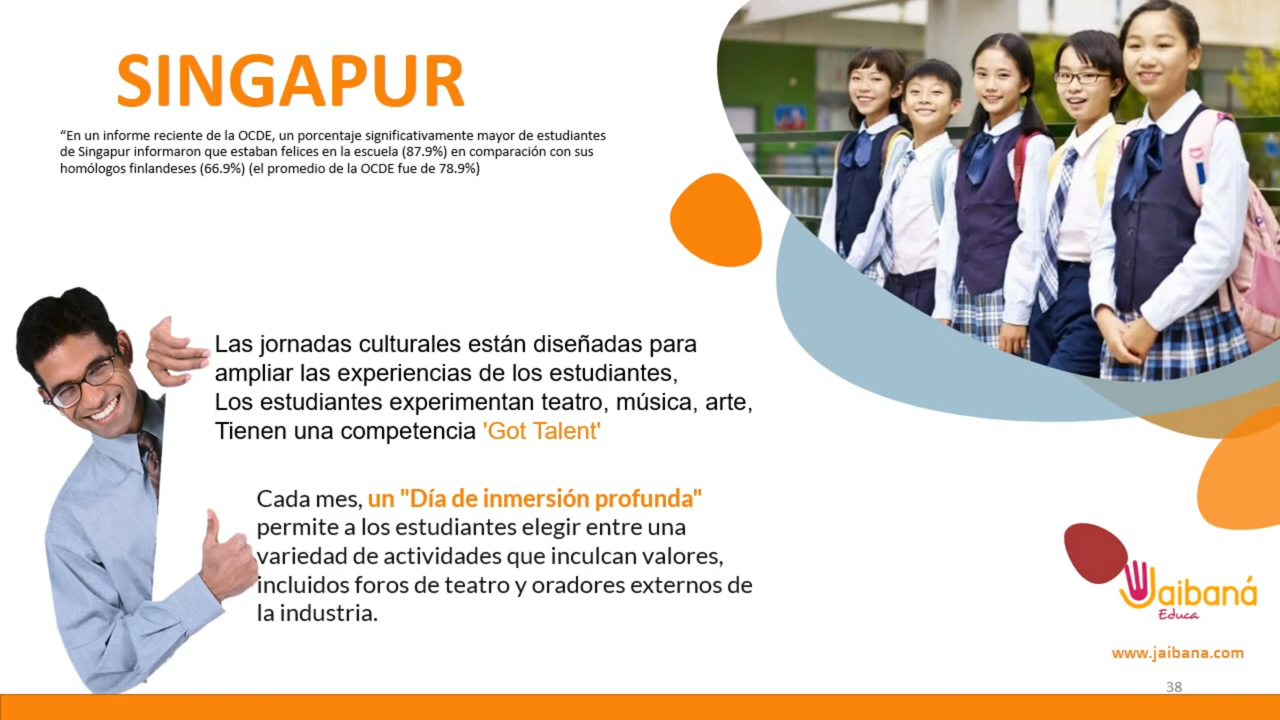 SINGAPUR
“En un informe reciente de la OCDE, un porcentaje significativamente mayor de estudiantes
de Singapur informaron que estaban felices en la escuela (87.9%) en comparación con sus
homólogos finlandeses (66.9%) (el promedio de la OCDE fue de 78.9%)
Las jornadas culturales están diseñadas para
ampliar las experiencias de los estudiantes,
Los estudiantes experimentan teatro, música, arte,
Tienen una competencia 'Got Talent'
Cada mes, un "Día de inmersión profunda"
permite a los estudiantes elegir entre una
variedad de actividades que inculcan valores,
incluidos foros de teatro y oradores externos de
la industria.
Jaibaná
Educa
www.jaibana.com
38